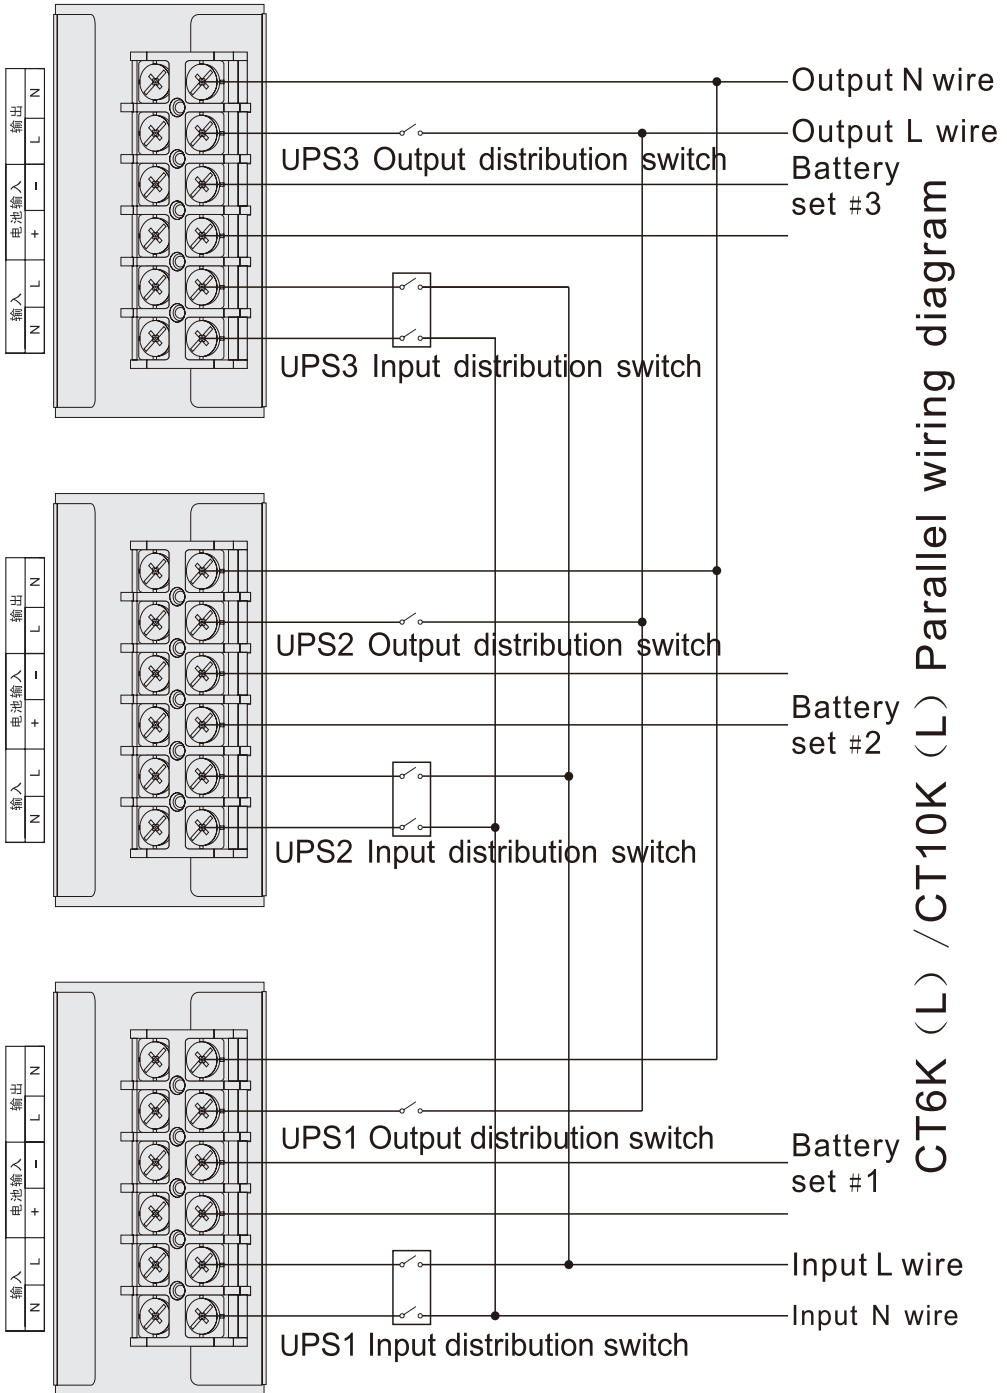 输出
N
L
电池输入
-
+
输入
L
N
Output N wire
Output L wire
UPS3 Output distribution switch
Battery
set #3
UPS3 Input distribution switch
输出
N
L
电池输入
-
+
输入
L
N
UPS2 Output distribution switch
Battery
set #2
UPS2 Input distribution switch
输出
N
L
电池输入
-
+
输入
L
N
UPS1 Output distribution switch
Battery
set #1
Input L wire
Input N wire
UPS1 Input distribution switch
CT6K（L）/CT10K（L）Parallel wiring diagram